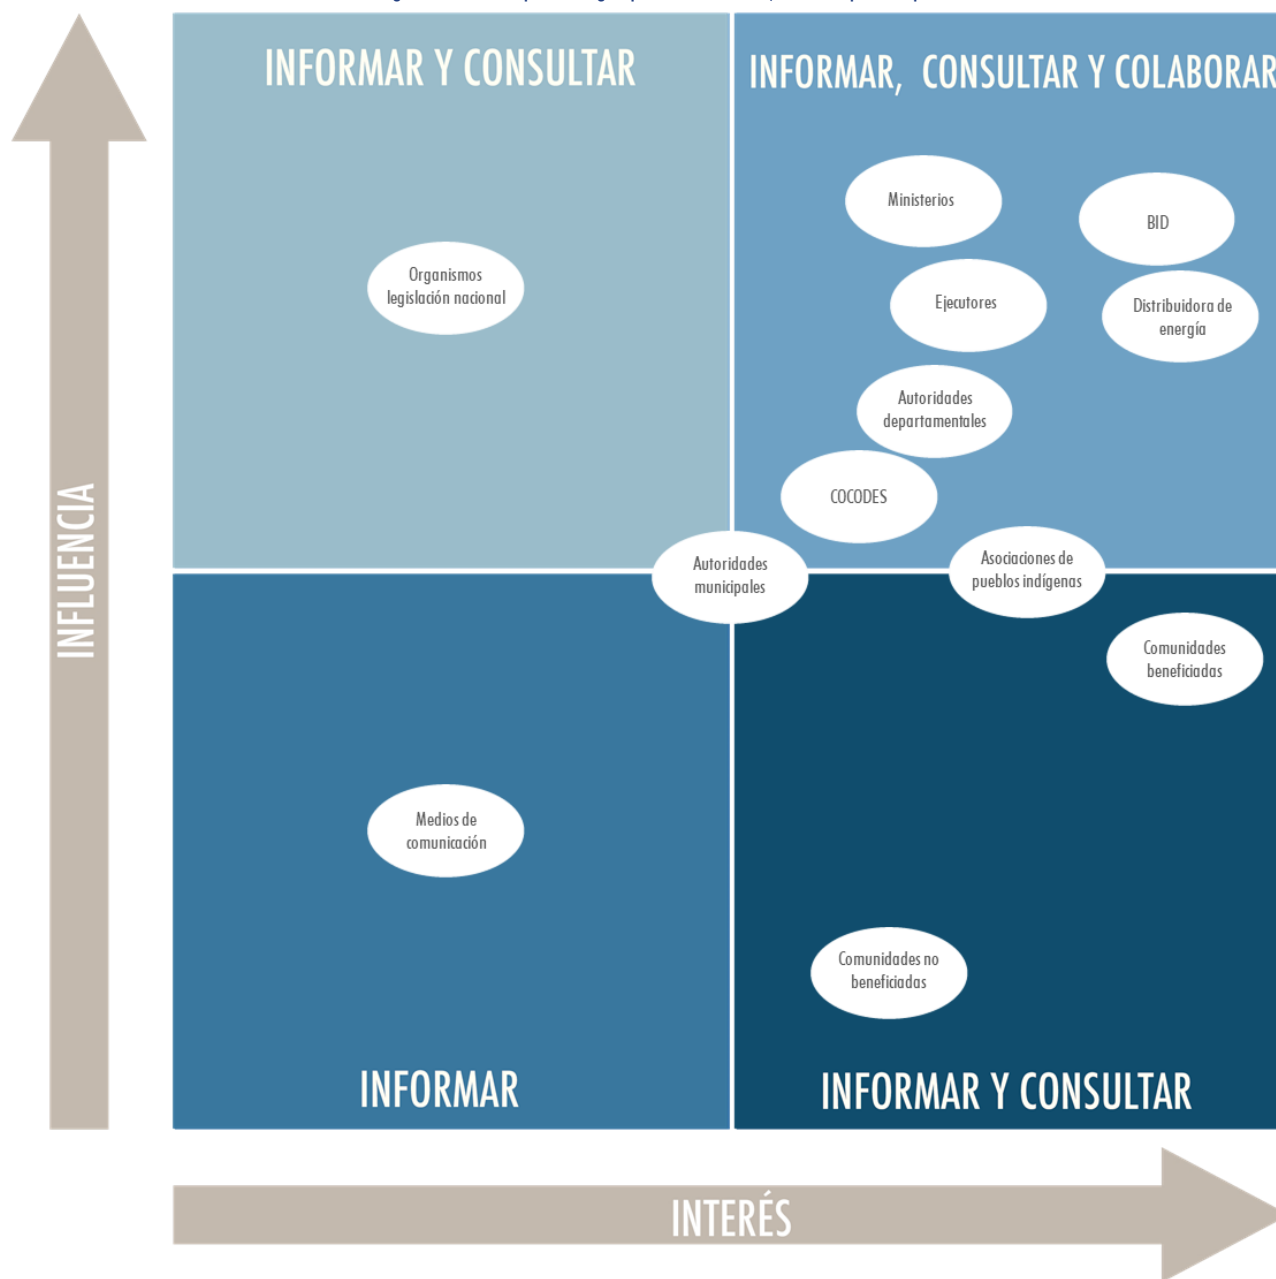 INFORMAR Y CONSULTAR
INFORMAR, CONSULTAR Y COLABORAR
Ministerios
BID
Organismos
legislación nacional
Ejecutores
Distribuidora de
energía
Autoridades
departamentales
COCODES
INFLUENCIA
Autoridades
municipales
Asociaciones de
pueblos indígenas
Comunidades
beneficiadas
Medios de
comunicación
Comunidades no
beneficiadas
INFORMAR
INFORMAR Y CONSULTAR
INTERÉS